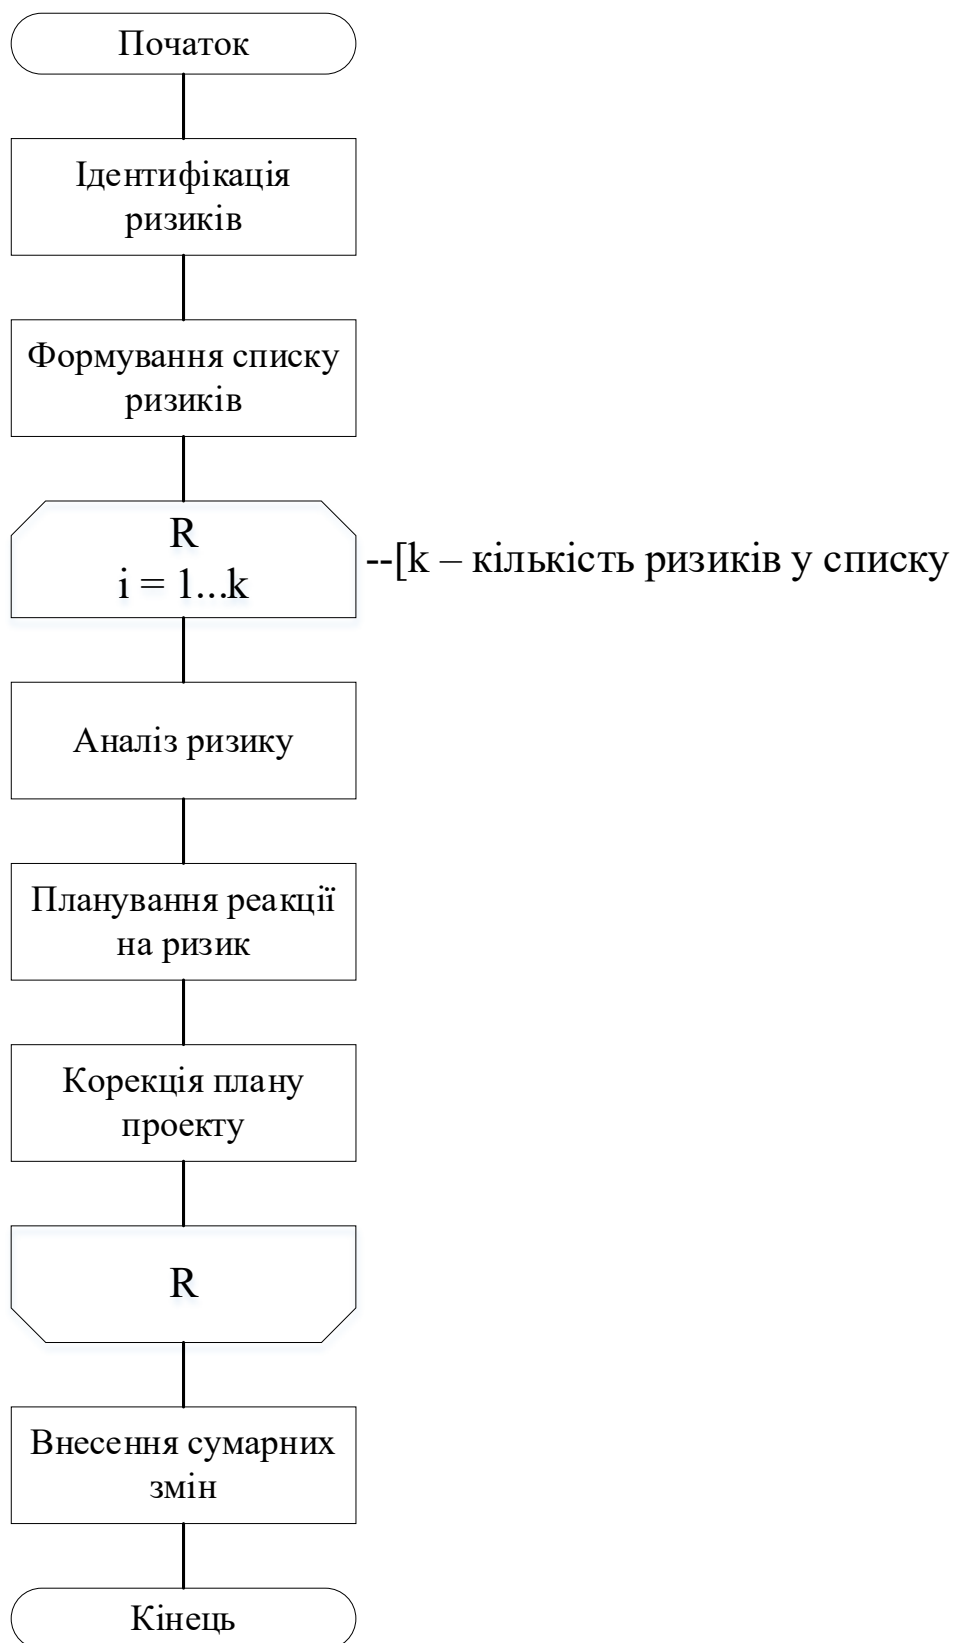 Початок
Ідентифікація
ризиків
Формування списку
ризиків
R
i = 1...k
--[k – кількість ризиків у списку
Аналіз ризику
Планування реакції
на ризик
Корекція плану
проекту
R
Внесення сумарних
змін
Кінець